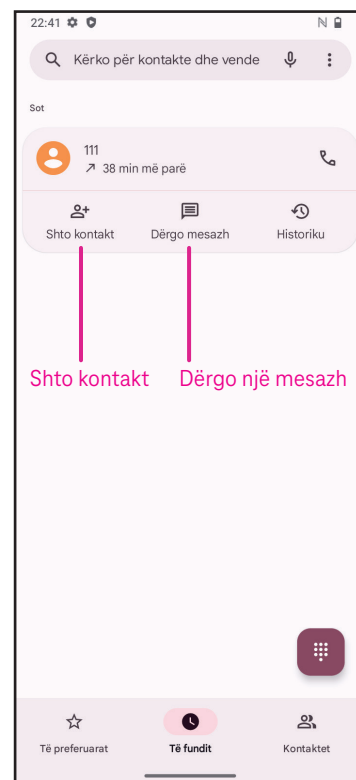 22:41
Kërko për kontakte dhe vende
Sot
111
38 min më parë
Shto kontakt Dërgo mesazh Historiku
Shto kontakt Dërgo një mesazh
Të preferuarat Të fundit Kontaktet